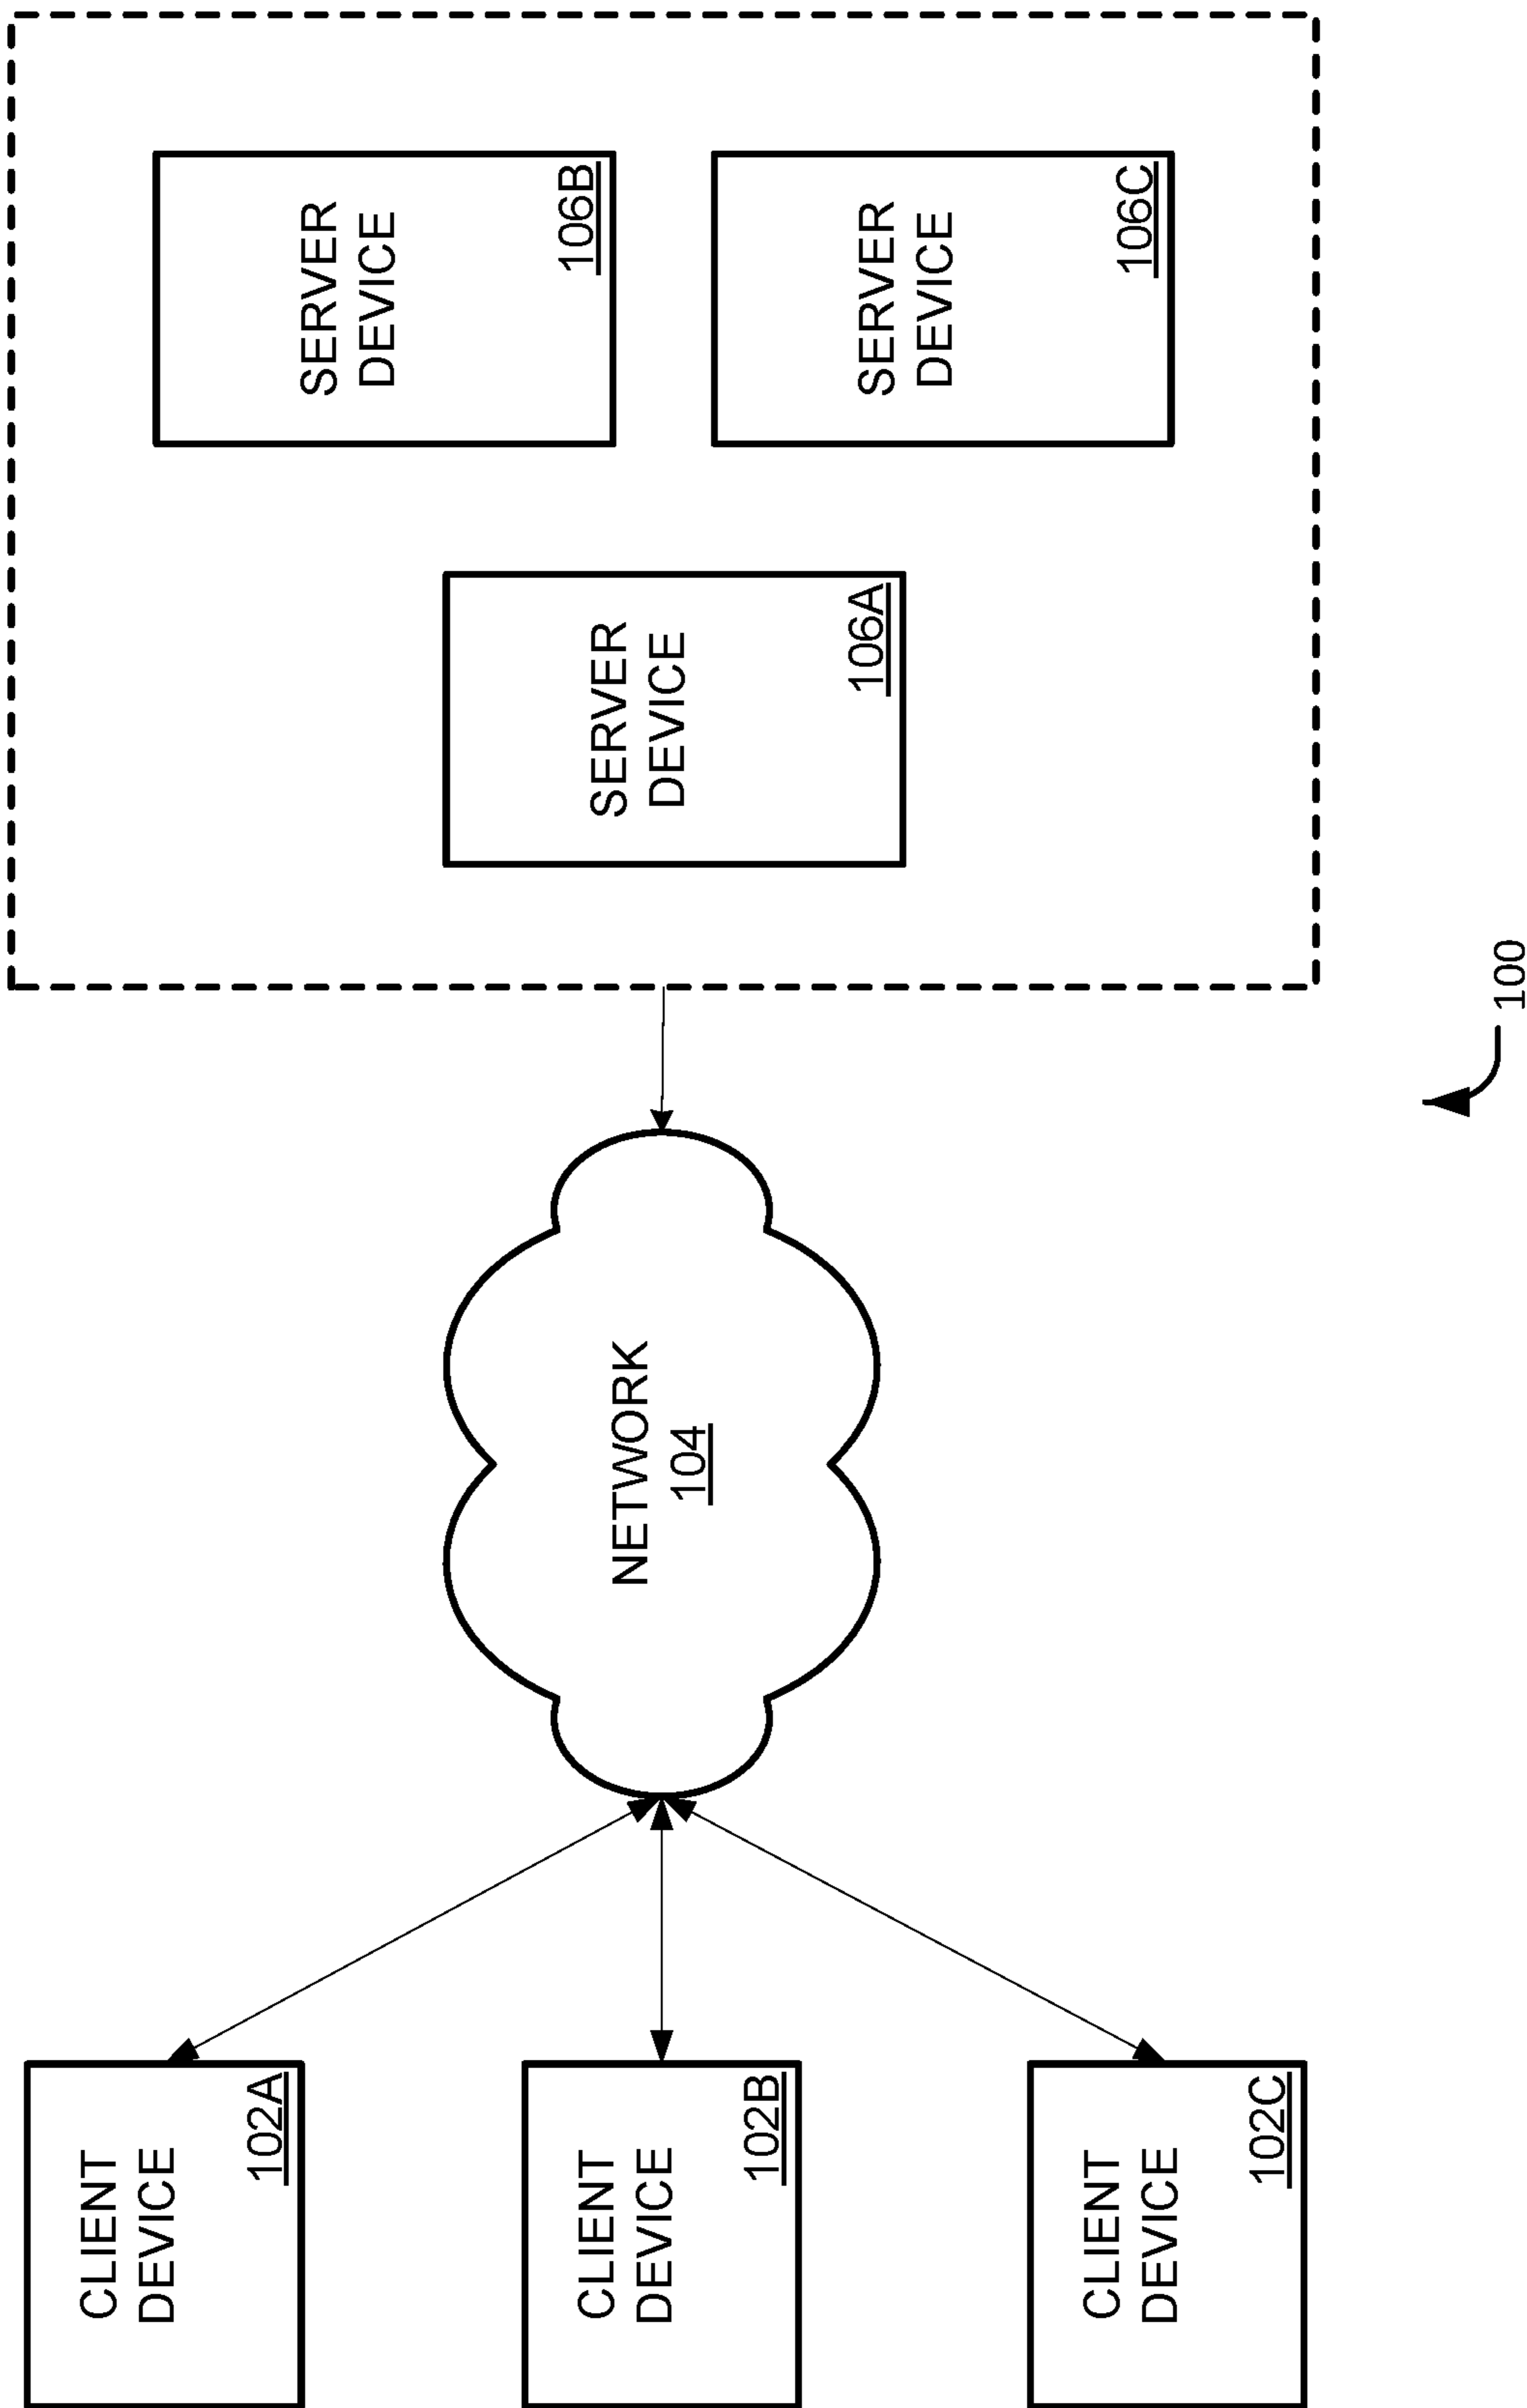 CLIENT
DEVICE
102A
CLIENT
DEVICE
102B
CLIENT
DEVICE
102C
NETWORK
104
SERVER
DEVICE
106A
SERVER
DEVICE
106B
SERVER
DEVICE
106C
100